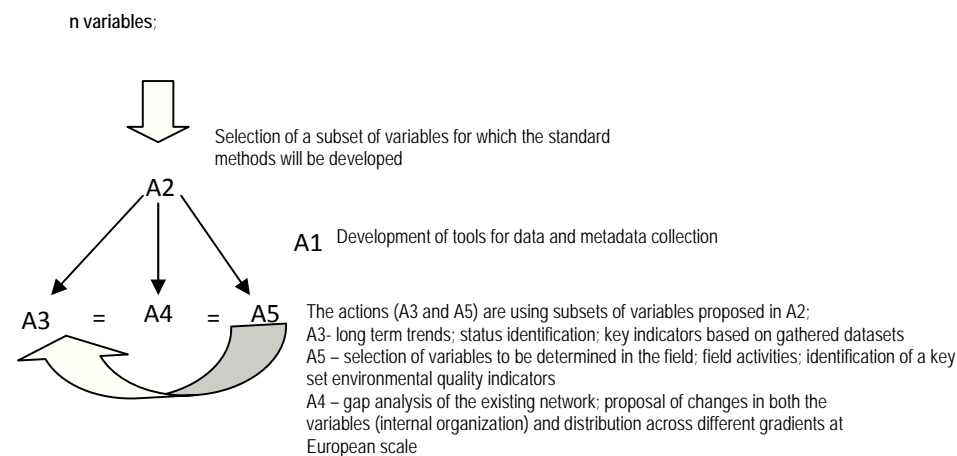 n variables;
Selection of a subset of variables for which the standard
methods will be developed
A2
A1 Development of tools for data and metadata collection
A3 = A4 = A5
The actions (A3 and A5) are using subsets of variables proposed in A2;
A3- long term trends; status identification; key indicators based on gathered datasets
A5 – selection of variables to be determined in the field; field activities; identification of a key
set environmental quality indicators
A4 – gap analysis of the existing network; proposal of changes in both the
variables (internal organization) and distribution across different gradients at
European scale